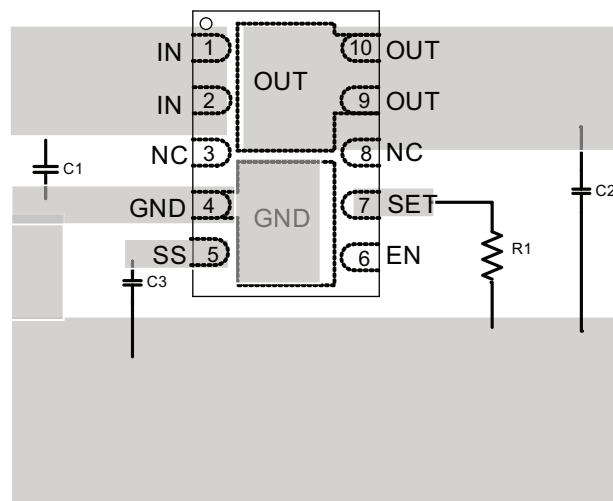 IN 1 10 OUT
OUT
IN 2 9 OUT
NC 3 8 NC
C1
GND 4 GND 7 SET
C2
SS 5 6 EN
R1
C3